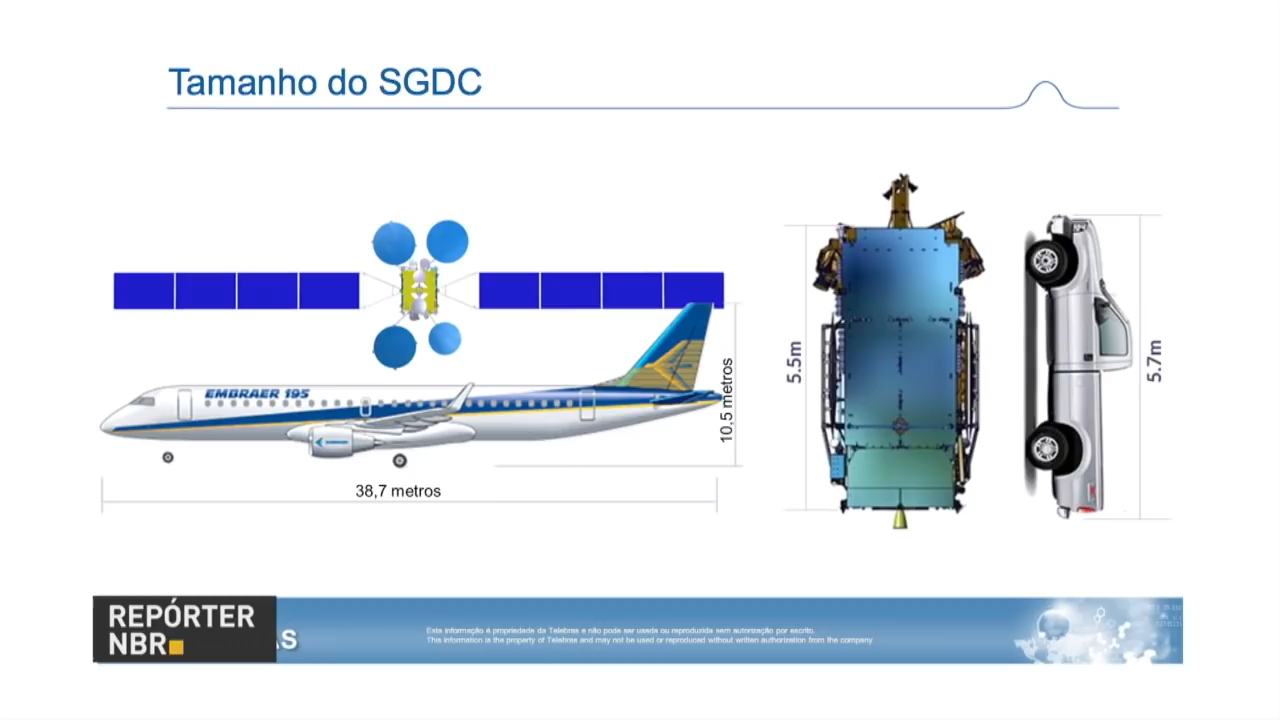 Tamanho do SGDC
EMBRAER 195
10,5 metros
38,7 metros
5.5m
5.7m
REPÓRTER
NBR
AS
Esta informação é propriedade da Telebras e não pode ser usada ou reproduzida sem autorização por escrito.
This information is the property of Telebras and may not be used or reproduced without written authorization from the company